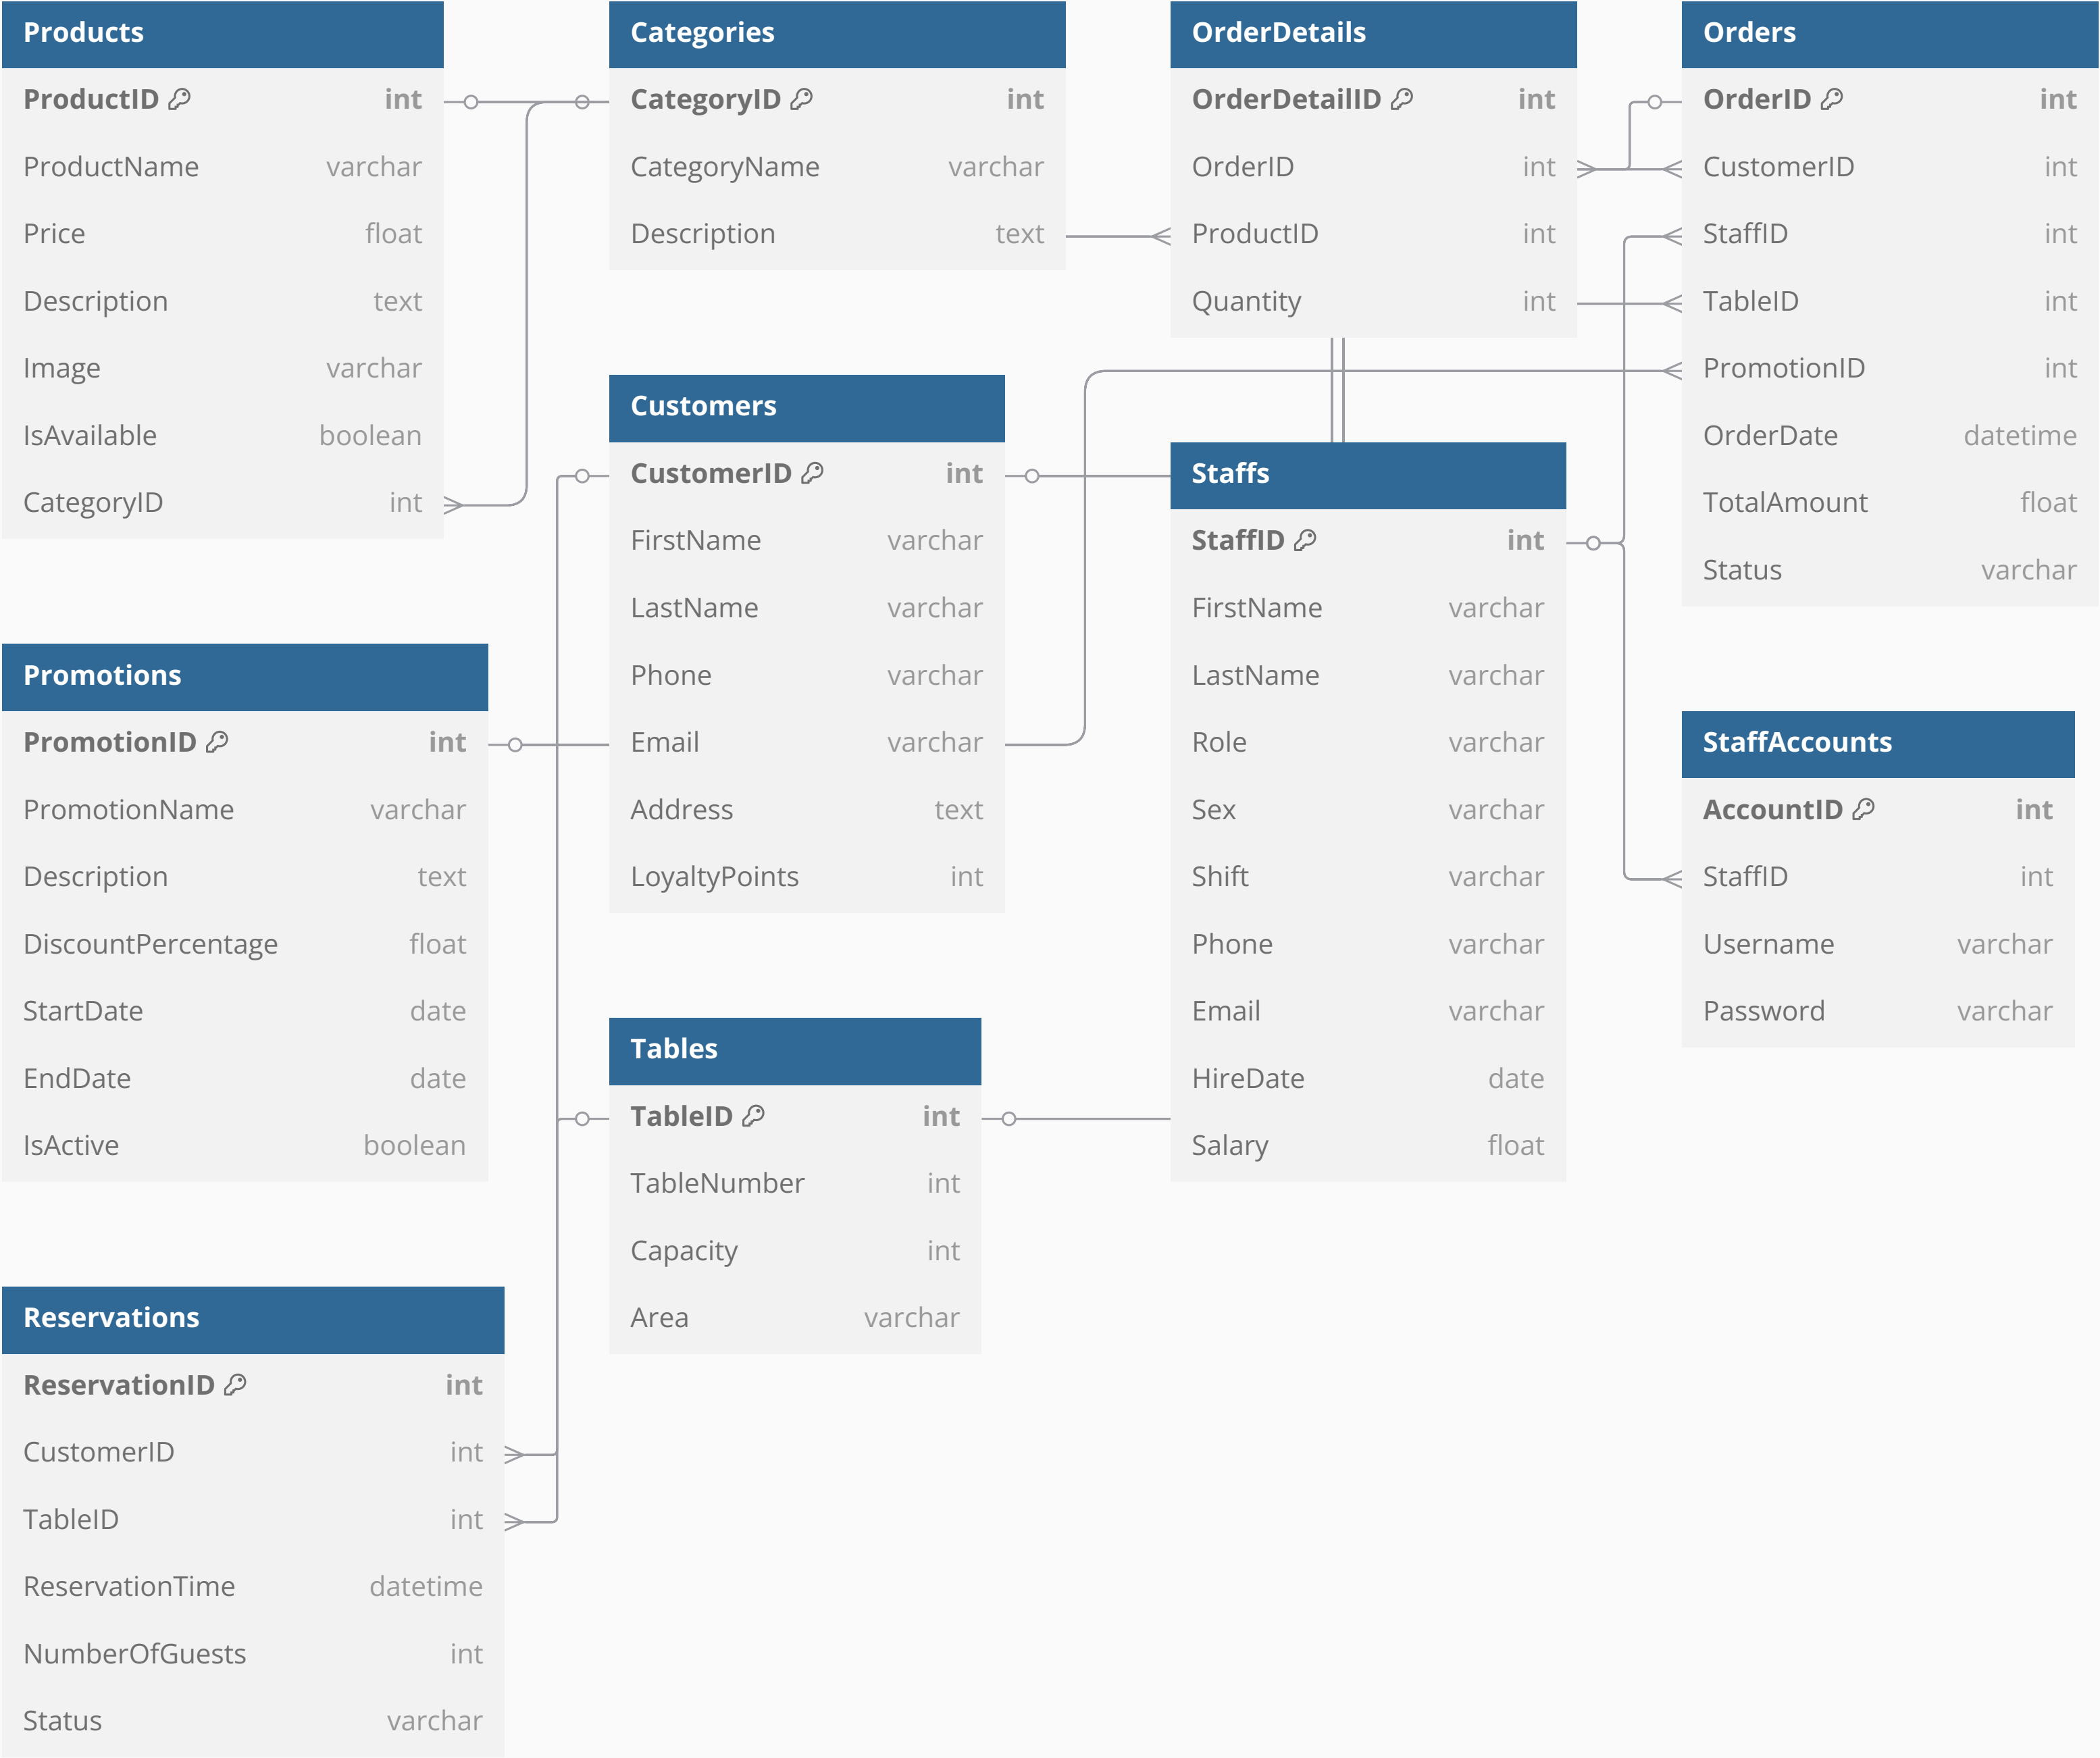 Products
ProductID int
ProductName varchar
Price float
Description text
Image varchar
IsAvailable boolean
CategoryID int
Categories
CategoryID int
CategoryName varchar
Description text
OrderDetails
OrderDetailID int
OrderID int
ProductID int
Quantity int
Orders
OrderID int
CustomerID int
StaffID int
TableID int
PromotionID int
OrderDate datetime
TotalAmount float
Status varchar
Customers
CustomerID int
FirstName varchar
LastName varchar
Phone varchar
Email varchar
Address text
LoyaltyPoints int
Staffs
StaffID int
FirstName varchar
LastName varchar
Role varchar
Sex varchar
Shift varchar
Phone varchar
Email varchar
HireDate date
Salary float
Promotions
PromotionID int
PromotionName varchar
Description text
DiscountPercentage float
StartDate date
EndDate date
IsActive boolean
StaffAccounts
AccountID int
StaffID int
Username varchar
Password varchar
Tables
TableID int
TableNumber int
Capacity int
Area varchar
Reservations
ReservationID int
CustomerID int
TableID int
ReservationTime datetime
NumberOfGuests int
Status varchar